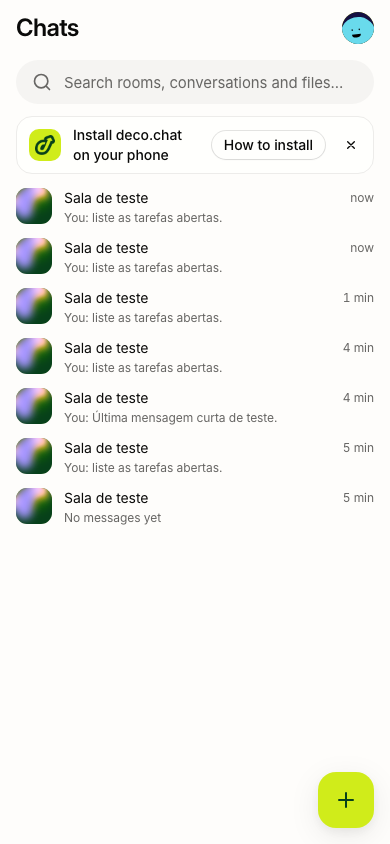 Chats
Search rooms, conversations and files...
Install deco.chat
on your phone
How to install
Sala de teste
now
You: liste as tarefas abertas.
Sala de teste
now
You: liste as tarefas abertas.
Sala de teste
1 min
You: liste as tarefas abertas.
Sala de teste
4 min
You: liste as tarefas abertas.
Sala de teste
4 min
You: Última mensagem curta de teste.
Sala de teste
5 min
You: liste as tarefas abertas.
Sala de teste
5 min
No messages yet